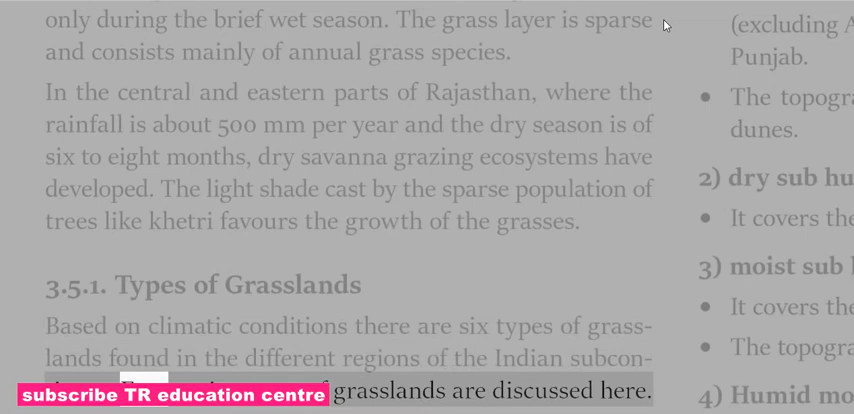 only during the brief wet season. The grass layer is sparse
and consists mainly of annual grass species.
In the central and eastern parts of Rajasthan, where the
rainfall is about 500 mm per year and the dry season is of
six to eight months, dry savanna grazing ecosystems have
developed. The light shade cast by the sparse population of
trees like khetri favours the growth of the grasses.
3.5.1. Types of Grasslands
Based on climatic conditions there are six types of grass-
lands found in the different regions of the Indian subcon-
grasslands are discussed here.
subscribe TR education centre
(excluding
Punjab.
• The
dunes.
2) dry sub
• It covers
3) moist sub
• It covers
• The
4) Humid